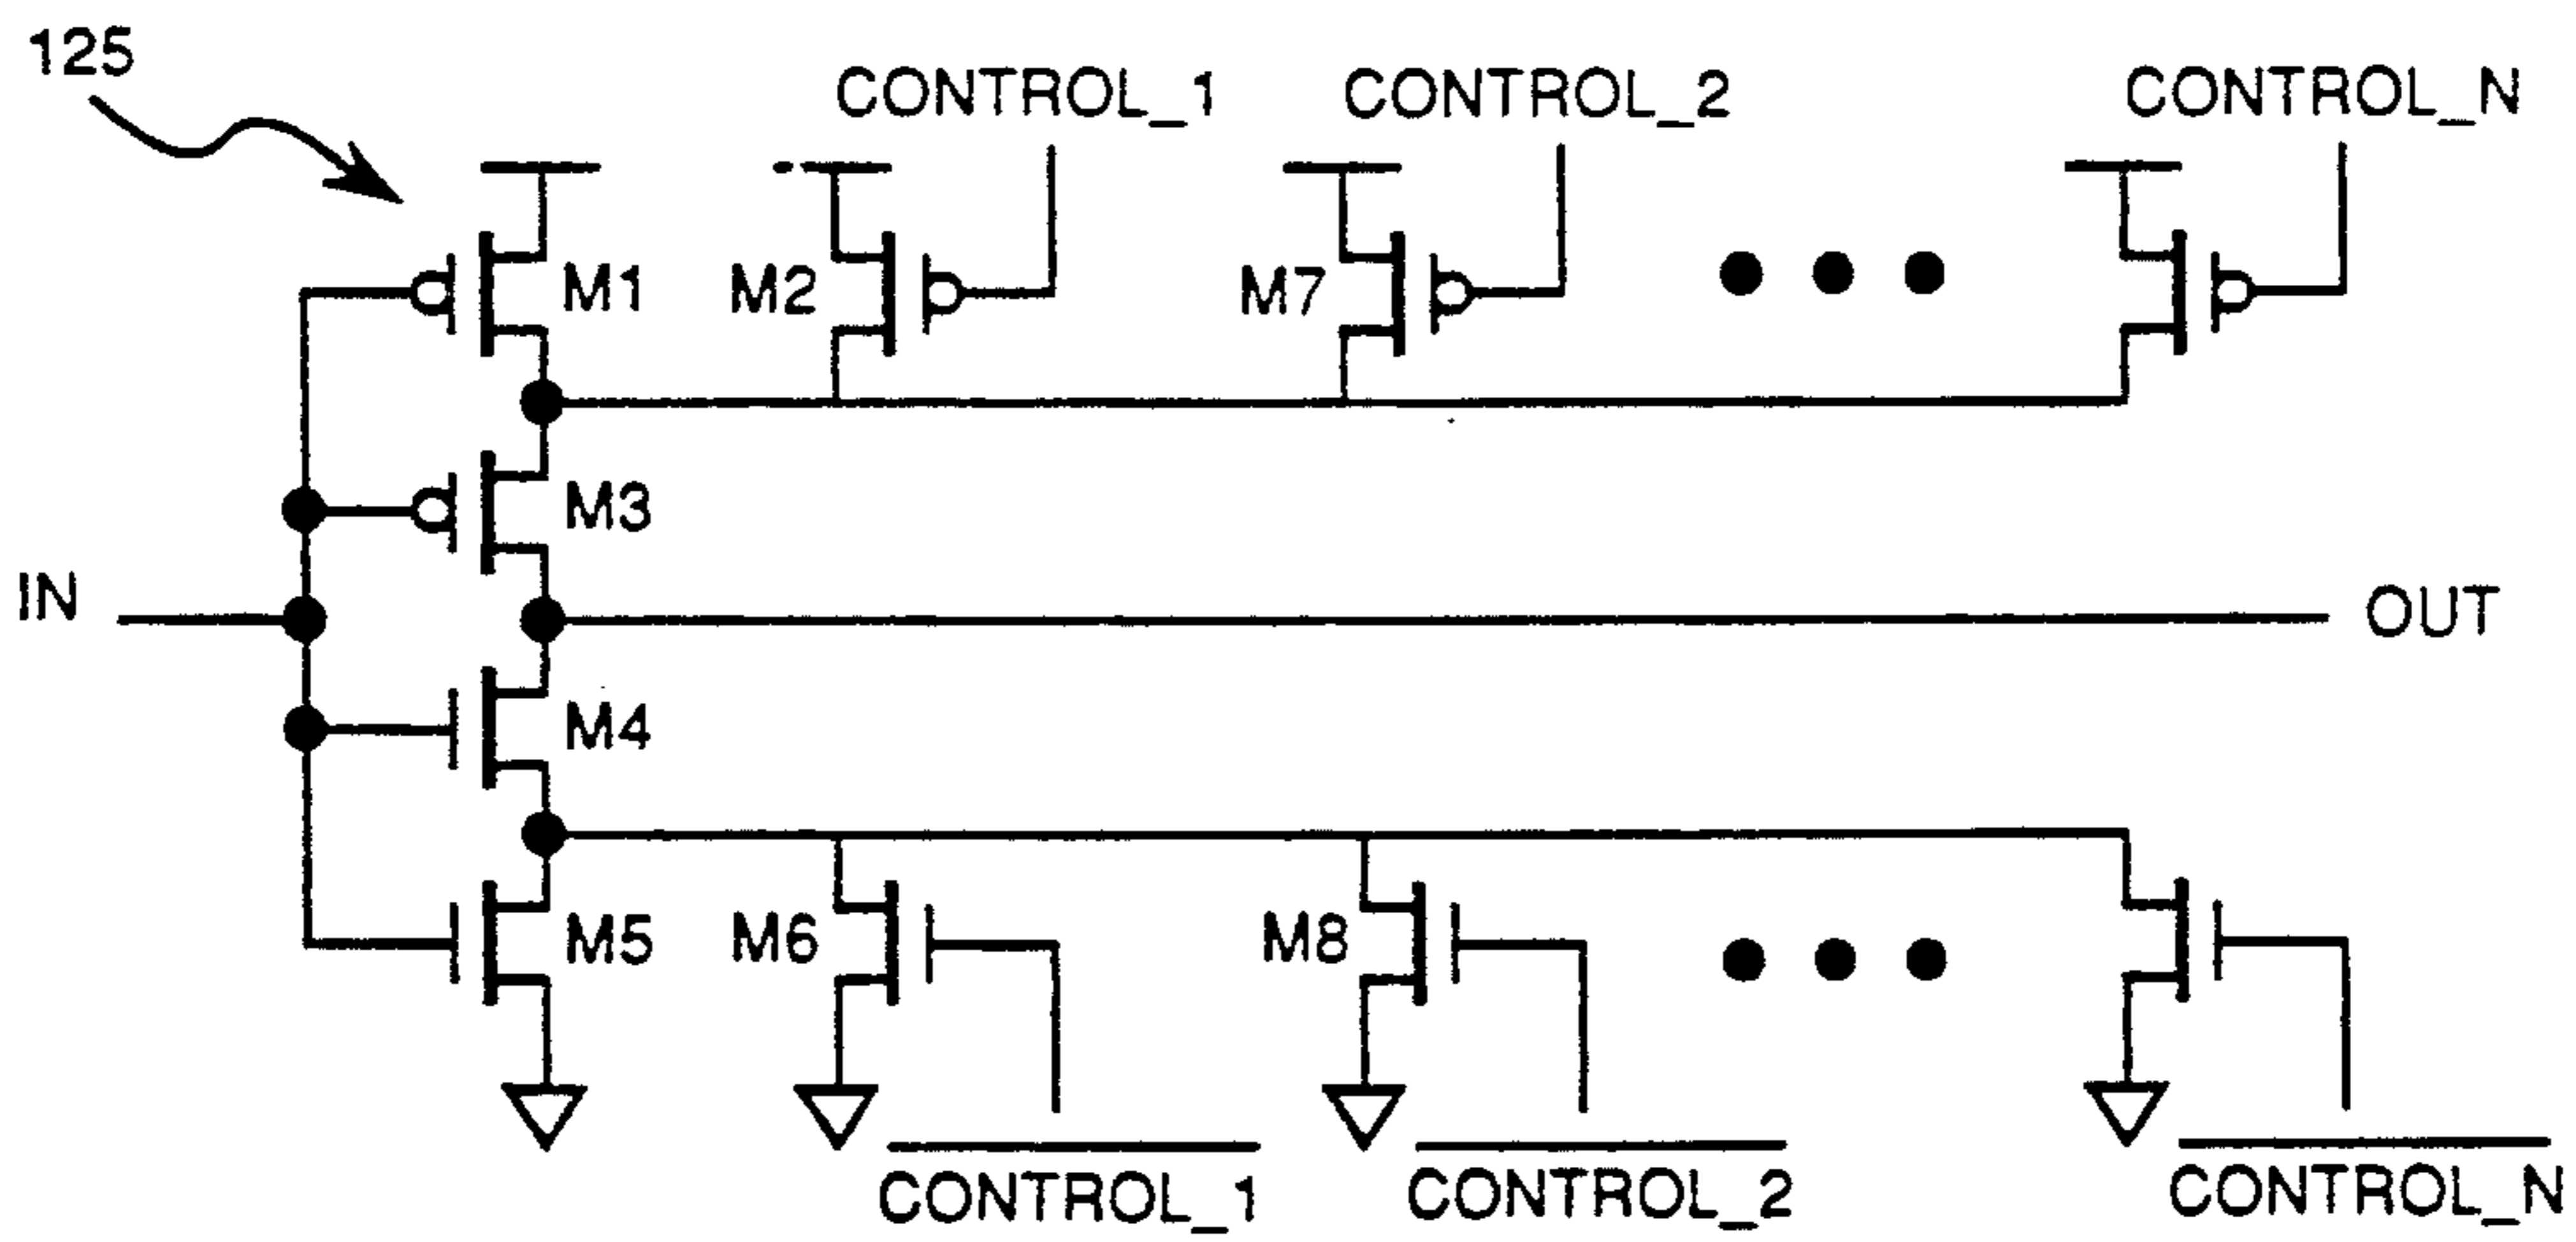 125
CONTROL_1 CONTROL_2 CONTROL_N
M1 M2 M7
M3
IN OUT
M4
M5 M6 M8
CONTROL_1 CONTROL_2 CONTROL_N